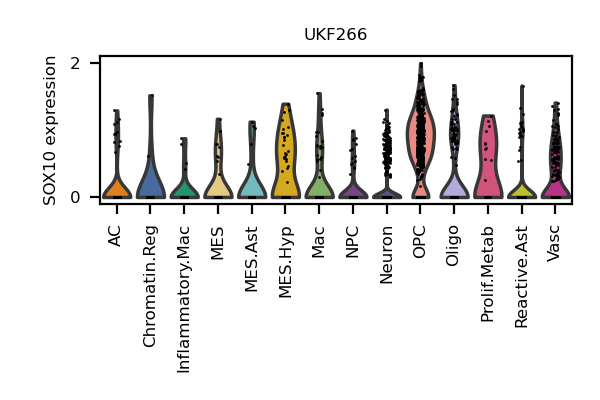 UKF266
SOX10 expression
2
0
AC
Chromatin.Reg
Inflammatory.Mac
MES
MES.Ast
MES.Hyp
Mac
NPC
Neuron
OPC
Oligo
Prolif.Metab
Reactive.Ast
Vasc